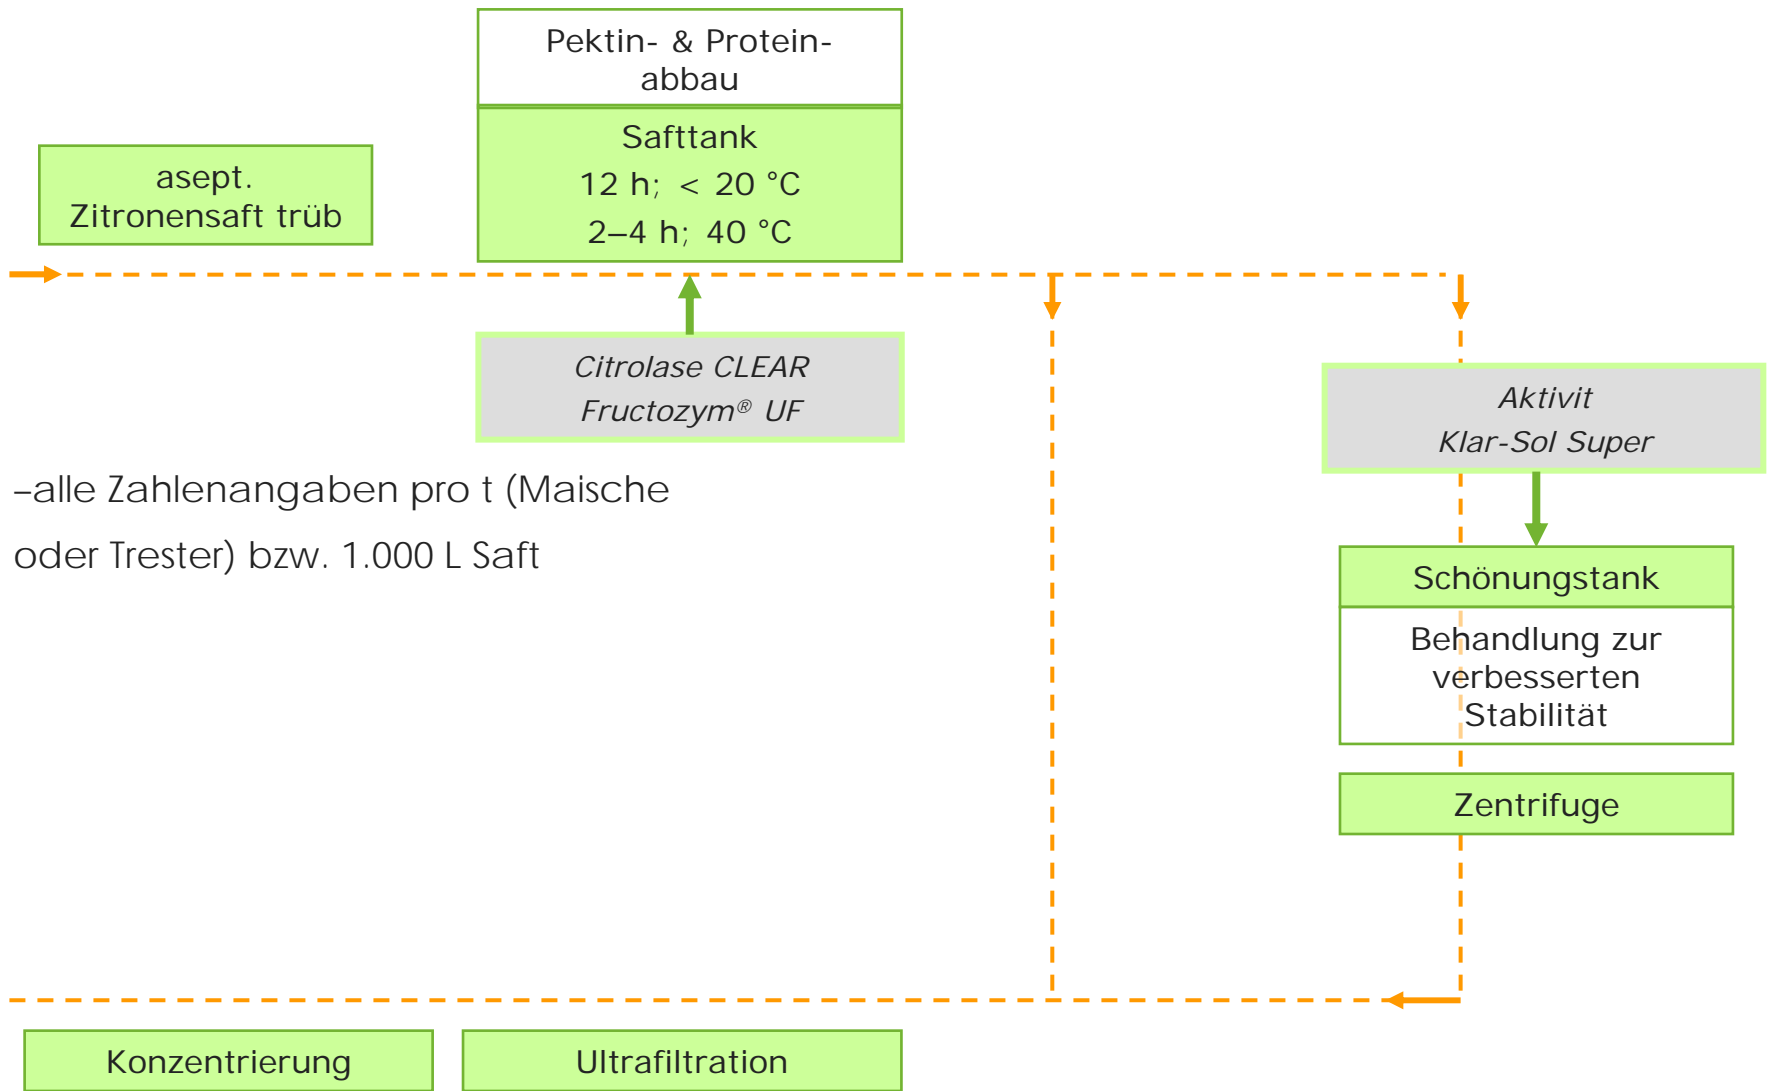 Pektin- & Protein-
abbau
Safttank
12 h; < 20 °C
2–4 h; 40 °C
asept.
Zitronensaft trüb
Citrolase CLEAR
Fructozym® UF
Aktivit
Klar-Sol Super
–alle Zahlenangaben pro t (Maische
oder Trester) bzw. 1.000 L Saft
Schönungstank
Behandlung zur
verbesserten
Stabilität
Zentrifuge
Konzentrierung
Ultrafiltration